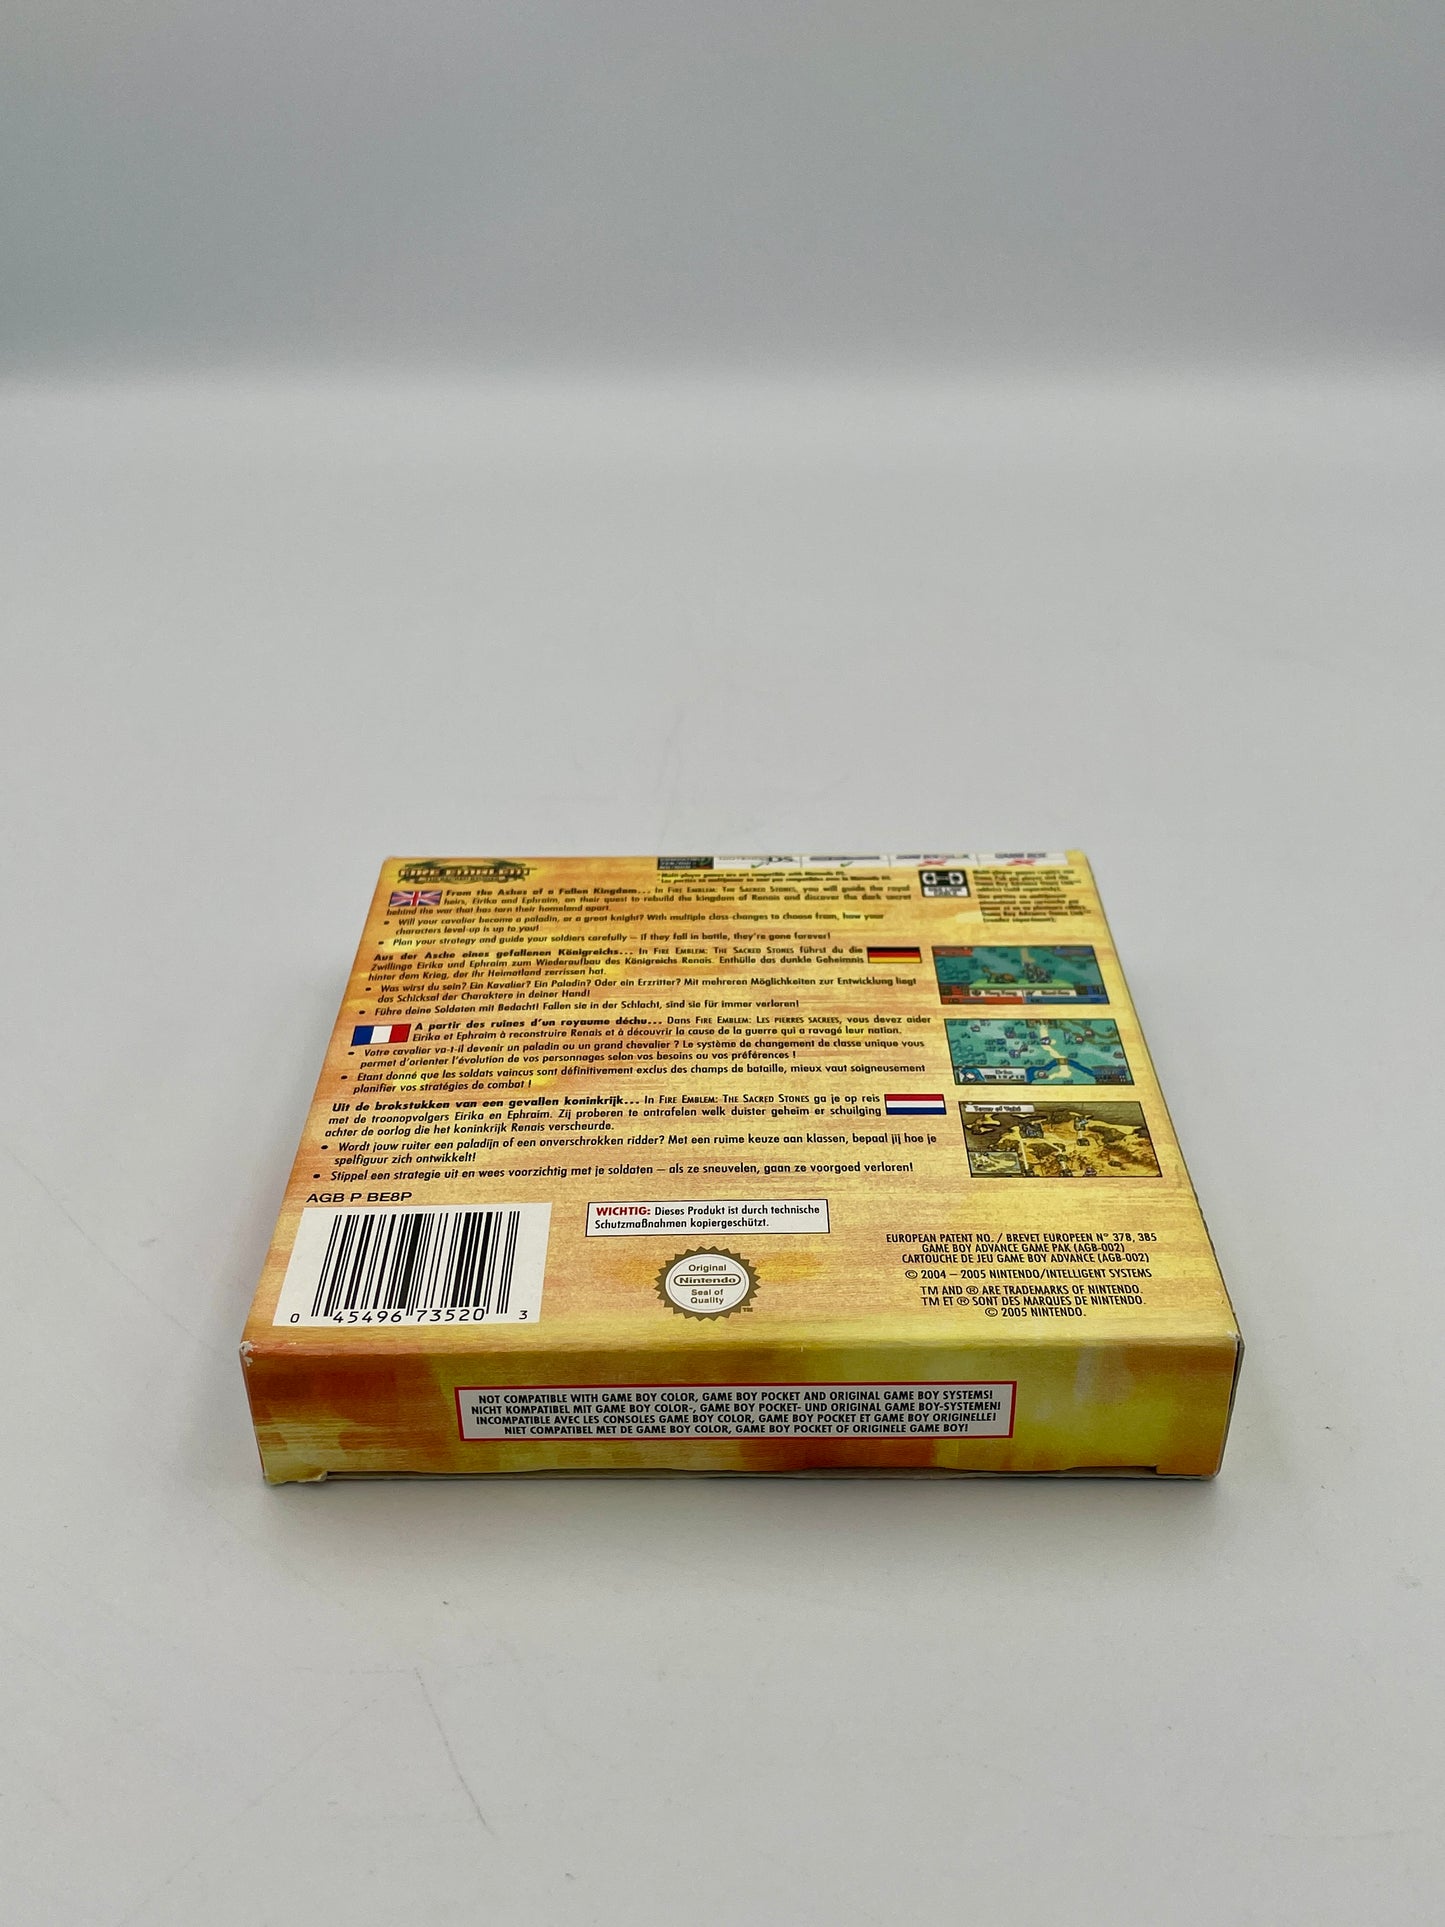 NINTENDO DS
From the Ashes of a Fallen Kingdom... In FIRE EMBLEM: THE SACRED STONES, you will guide the royal
heirs, Eirika and Ephraim, on their quest to rebuild the kingdom of Renais and discover the dark secret
behind the war that has torn their homeland apart.
• Will your cavalier become a paladin, or a great knight? With multiple class-changes to choose from, how your
characters level-up is up to you!
• Plan your strategy and guide your soldiers carefully – if they fall in battle, they're gone forever!
Aus der Asche eines gefallenen Königreichs... In FIRE EMBLEM: THE SACRED STONES führst du die
Zwillinge Eirika und Ephraim zum Wiederaufbau des Königreichs Renais. Enthülle das dunkle Geheimnis
hinter dem Krieg, der ihr Heimatland zerrissen hat.
• Was wirst du sein? Ein Kavalier? Ein Paladin? Oder ein Erzritter? Mit mehreren Möglichkeiten zur Entwicklung liegt
das Schicksal der Charaktere in deiner Hand!
• Führe deine Soldaten mit Bedacht! Fallen sie in der Schlacht, sind sie für immer verloren!
A partir des ruines d'un royaume déchu... Dans FIRE EMBLEM: LES PIERRES SACREES, vous devez aider
Eirika et Ephraim à reconstruire Renais et à découvrir la cause de la guerre qui a ravagé leur nation.
• Votre cavalier va-t-il devenir un paladin ou un grand chevalier ? Le système de changement de classe unique vous
permet d'orienter l'évolution de vos personnages selon vos besoins ou vos préférences !
• Etant donné que les soldats vaincus sont définitivement exclus des champs de bataille, mieux vaut soigneusement
planifier vos stratégies de combat !
Uit de brokstukken van een gevallen koninkrijk... In FIRE EMBLEM: THE SACRED STONES ga je op reis
met de troonopvolgers Eirika en Ephraim. Zij proberen te ontrafelen welk duister geheim er schuilging
achter de oorlog die het koninkrijk Renais verscheurde.
• Wordt jouw ruiter een paladijn of een onverschrokken ridder? Met een ruime keuze aan klassen, bepaal jij hoe je
spelfiguur zich ontwikkelt!
• Stippel een strategie uit en wees voorzichtig met je soldaten – als ze sneuvelen, gaan ze voorgoed verloren!
AGB P BE8P
0 45496 73520 3
WICHTIG: Dieses Produkt ist durch technische
Schutzmaßnahmen kopiergeschützt.
Original
Nintendo
Seal of
Quality
TM
EUROPEAN PATENT NO. / BREVET EUROPEEN N° 378, 385
GAME BOY ADVANCE GAME PAK (AGB-002)
CARTOUCHE DE JEU GAME BOY ADVANCE (AGB-002)
© 2004 – 2005 NINTENDO/INTELLIGENT SYSTEMS
TM AND ® ARE TRADEMARKS OF NINTENDO.
TM ET ® SONT DES MARQUES DE NINTENDO.
© 2005 NINTENDO.
NOT COMPATIBLE WITH GAME BOY COLOR, GAME BOY POCKET AND ORIGINAL GAME BOY SYSTEMS!
NICHT KOMPATIBEL MIT GAME BOY COLOR-, GAME BOY POCKET- UND ORIGINAL GAME BOY-SYSTEMEN!
INCOMPATIBLE AVEC LES CONSOLES GAME BOY COLOR, GAME BOY POCKET ET GAME BOY ORIGINELLE!
NIET COMPATIBEL MET DE GAME BOY COLOR, GAME BOY POCKET OF ORIGINELE GAME BOY!